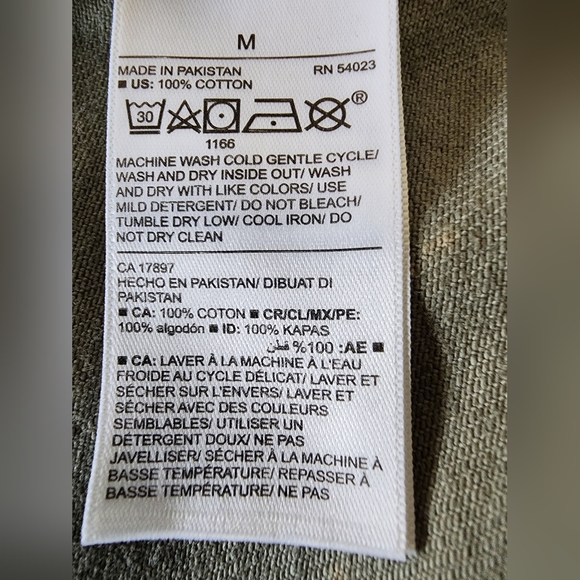 M
MADE IN PAKISTAN RN 54023
■ US: 100% COTTON
30 ®
1166
MACHINE WASH COLD GENTLE CYCLE/
WASH AND DRY INSIDE OUT/ WASH
AND DRY WITH LIKE COLORS/ USE
MILD DETERGENT/ DO NOT BLEACH/
TUMBLE DRY LOW/ COOL IRON/ DO
NOT DRY CLEAN
CA 17897
HECHO EN PAKISTAN/ DIBUAT DI
PAKISTAN
■ CA: 100% COTON ■ CR/CL/MX/PE:
100% algodón ■ ID: 100% KAPAS
■ AE: 100% قطن
■ CA: LAVER À LA MACHINE À L'EAU
FROIDE AU CYCLE DÉLICAT/ LAVER ET
SÉCHER SUR L'ENVERS/ LAVER ET
SÉCHER AVEC DES COULEURS
SEMBLABLES/ UTILISER UN
DÉTERGENT DOUX/ NE PAS
JAVELLISER/ SÉCHER À LA MACHINE À
BASSE TEMPÉRATURE/ REPASSER À
BASSE TEMPÉRATURE/ NE PAS